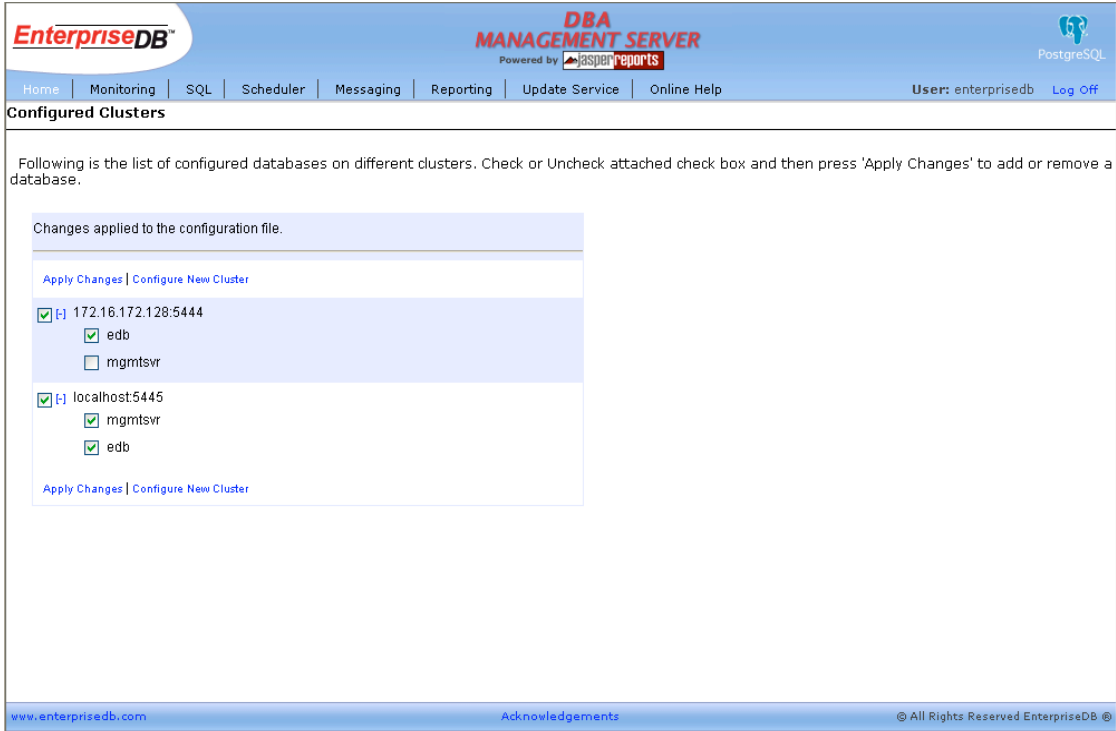 EnterpriseDB™
DBA
MANAGEMENT SERVER
Powered by jasperreports
PostgreSQL
Home | Monitoring | SQL | Scheduler | Messaging | Reporting | Update Service | Online Help
User: enterprisedb Log Off
Configured Clusters
Following is the list of configured databases on different clusters. Check or Uncheck attached check box and then press 'Apply Changes' to add or remove a
database.
Changes applied to the configuration file.
Apply Changes | Configure New Cluster
[-] 172.16.172.128:5444
edb
mgmtsvr
[-] localhost:5445
mgmtsvr
edb
Apply Changes | Configure New Cluster
www.enterprisedb.com
Acknowledgements
© All Rights Reserved EnterpriseDB ®